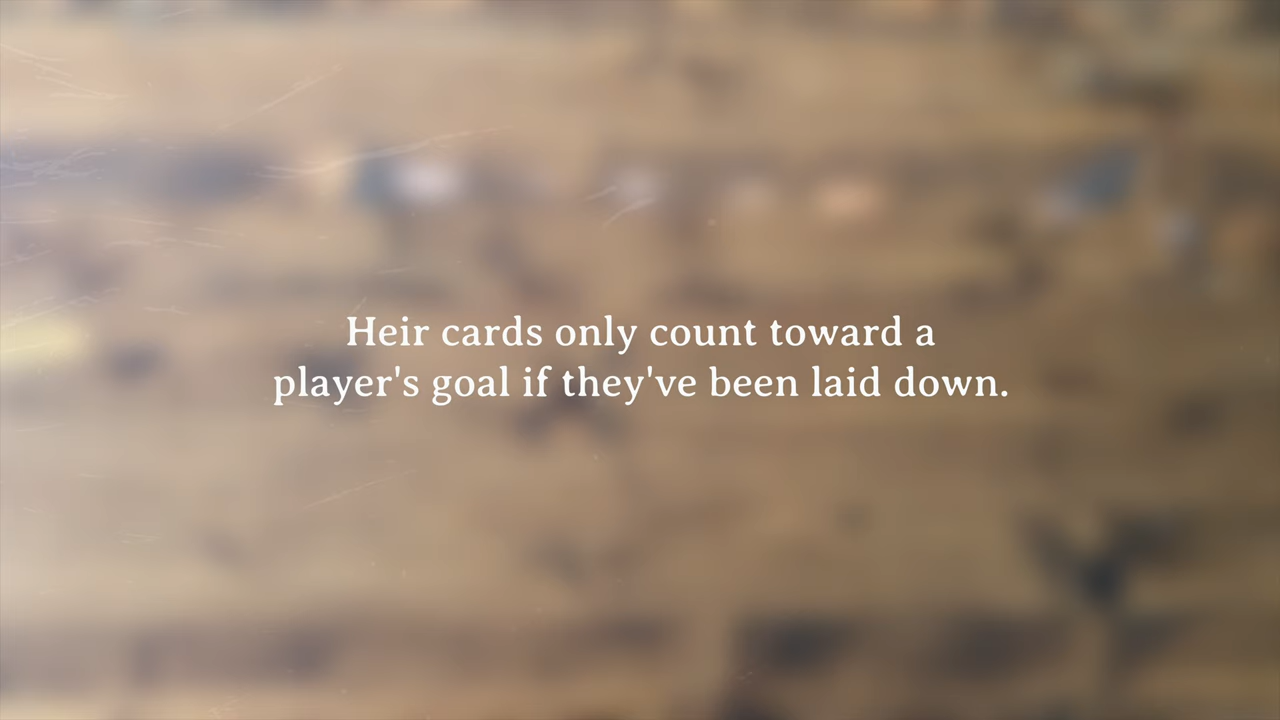 Heir cards only count toward a
player's goal if they've been laid down.